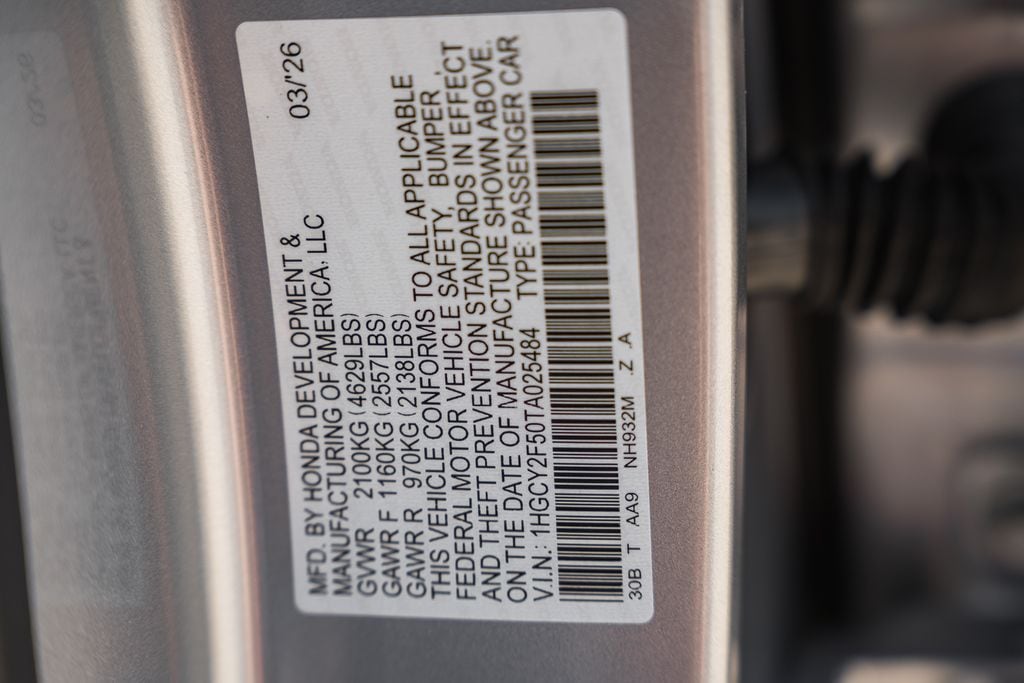 MFD. BY HONDA DEVELOPMENT & 03/'26
MANUFACTURING OF AMERICA, LLC
GVWR 2100KG(4629LBS)
GAWR F 1160KG(2557LBS)
GAWR R 970KG(2138LBS)
THIS VEHICLE CONFORMS TO ALL APPLICABLE
FEDERAL MOTOR VEHICLE SAFETY, BUMPER,
AND THEFT PREVENTION STANDARDS IN EFFECT
ON THE DATE OF MANUFACTURE SHOWN ABOVE.
V.I.N.: 1HGCY2F50TA025484 TYPE: PASSENGER CAR
30B T AA9 NH932M .Z A